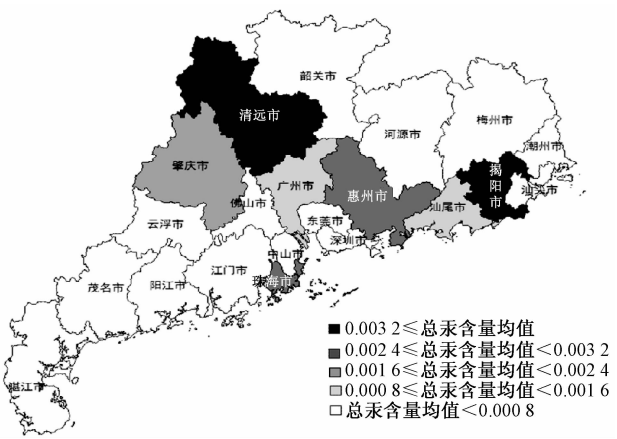 韶关市
清远市
梅州市
河源市
潮州市
肇庆市
揭阳市
广州市
惠州市
汕头市
佛山市
汕尾市
东莞市
云浮市
深圳市
中山市
江门市
珠海市
茂名市
阳江市
湛江市
0.003 2≤总汞含量均值
0.002 4≤总汞含量均值<0.003 2
0.001 6≤总汞含量均值<0.002 4
0.000 8≤总汞含量均值<0.001 6
总汞含量均值<0.000 8